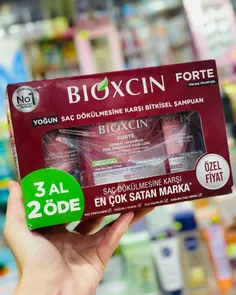 No1
BIOXCIN
FORTE
YOĞUN
SAÇ DÖKÜLMESİNE KARŞI BİTKİSEL ŞAMPUAN
BIOXCIN
FORTE
3 AL
2 ÖDE
SAÇ DÖKÜLMESİNE KARŞI
EN ÇOK SATAN MARKA*
ÖZEL
FİYAT